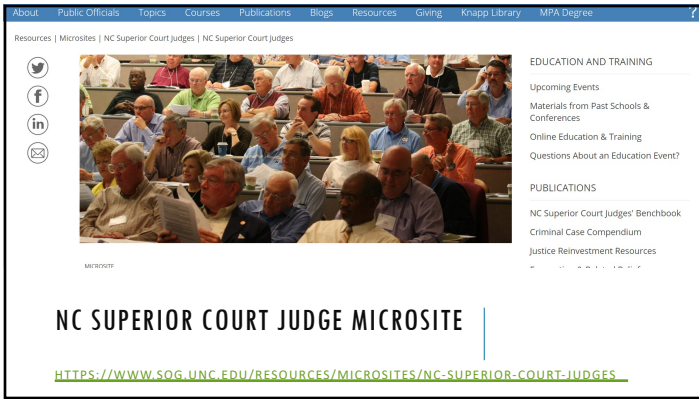 About Public Officials Topics Courses Publications Blogs Resources Giving Knapp Library MPA Degree ?
Resources | Microsites | NC Superior Court Judges | NC Superior Court Judges
EDUCATION AND TRAINING
Upcoming Events
Materials from Past Schools &
Conferences
Online Education & Training
Questions About an Education Event?
PUBLICATIONS
NC Superior Court Judges' Benchbook
Criminal Case Compendium
Justice Reinvestment Resources
MICROSITE
NC SUPERIOR COURT JUDGE MICROSITE
HTTPS://WWW.SOG.UNC.EDU/RESOURCES/MICROSITES/NC-SUPERIOR-COURT-JUDGES